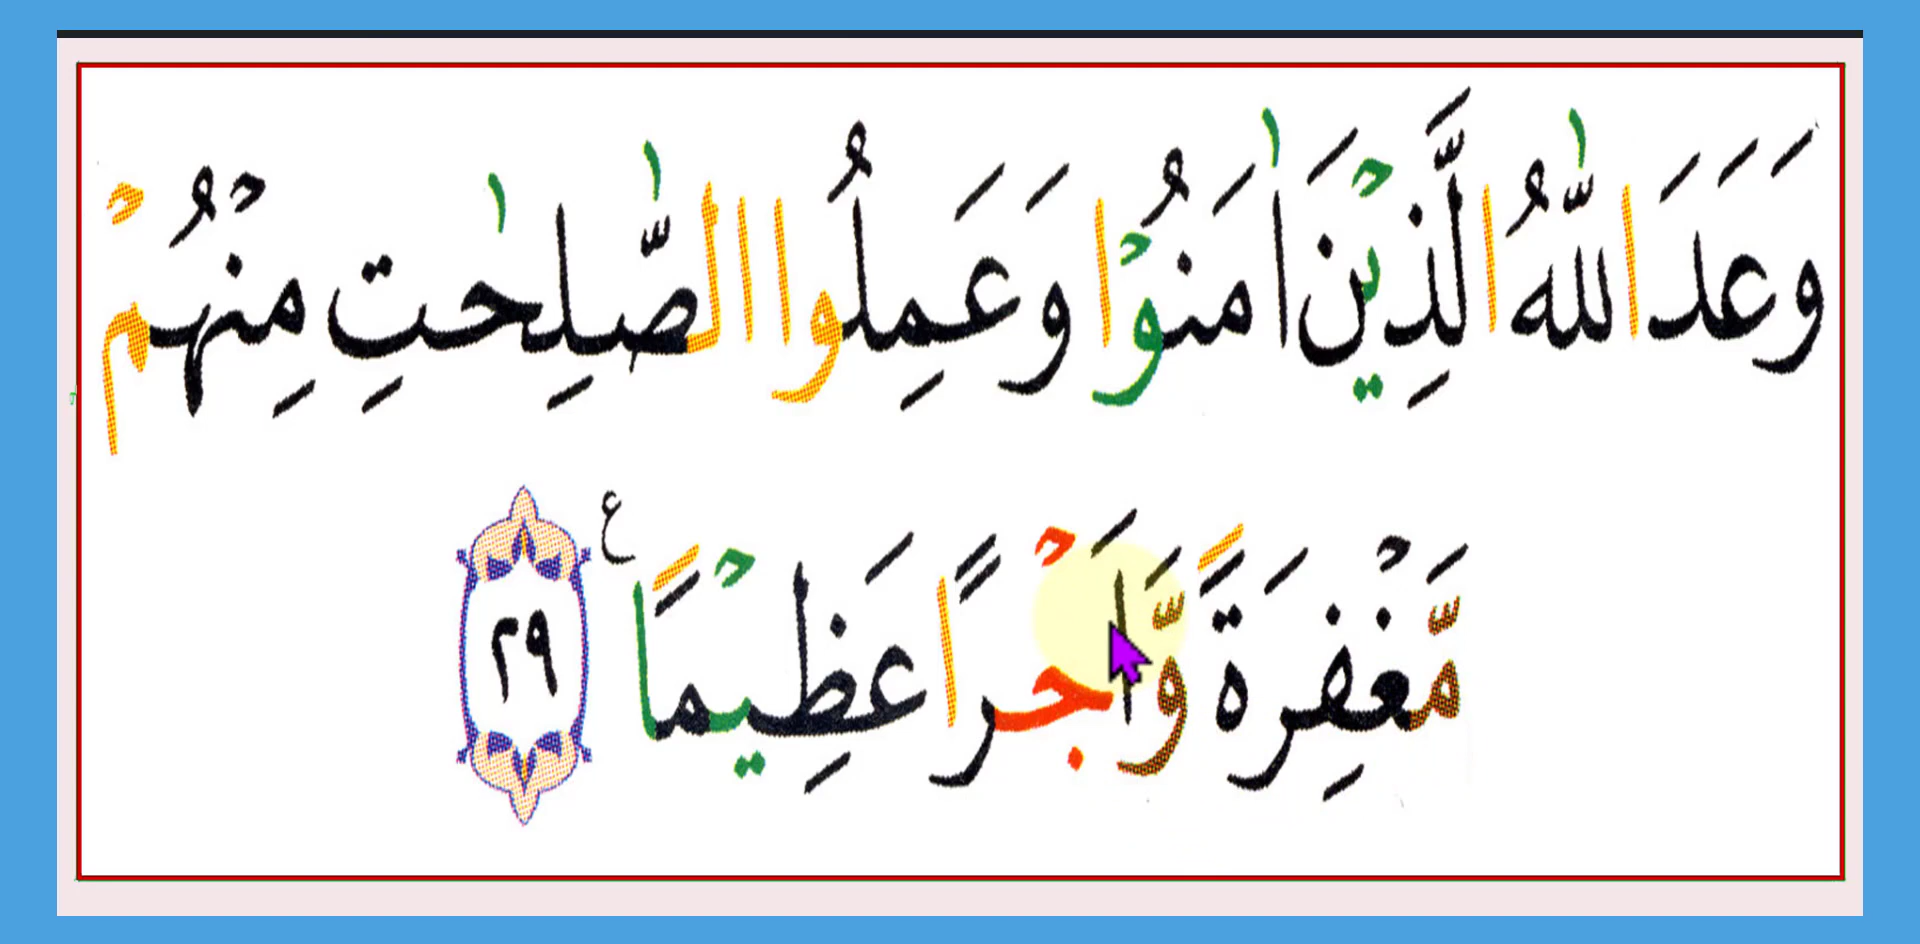 وَعَدَ اللّٰهُ الَّذِيْنَ اٰمَنُوْا وَعَمِلُوا الصّٰلِحٰتِ مِنْهُمْ
مَّغْفِرَةً وَّاَجْرًا عَظِيْمًا ع ٢٩